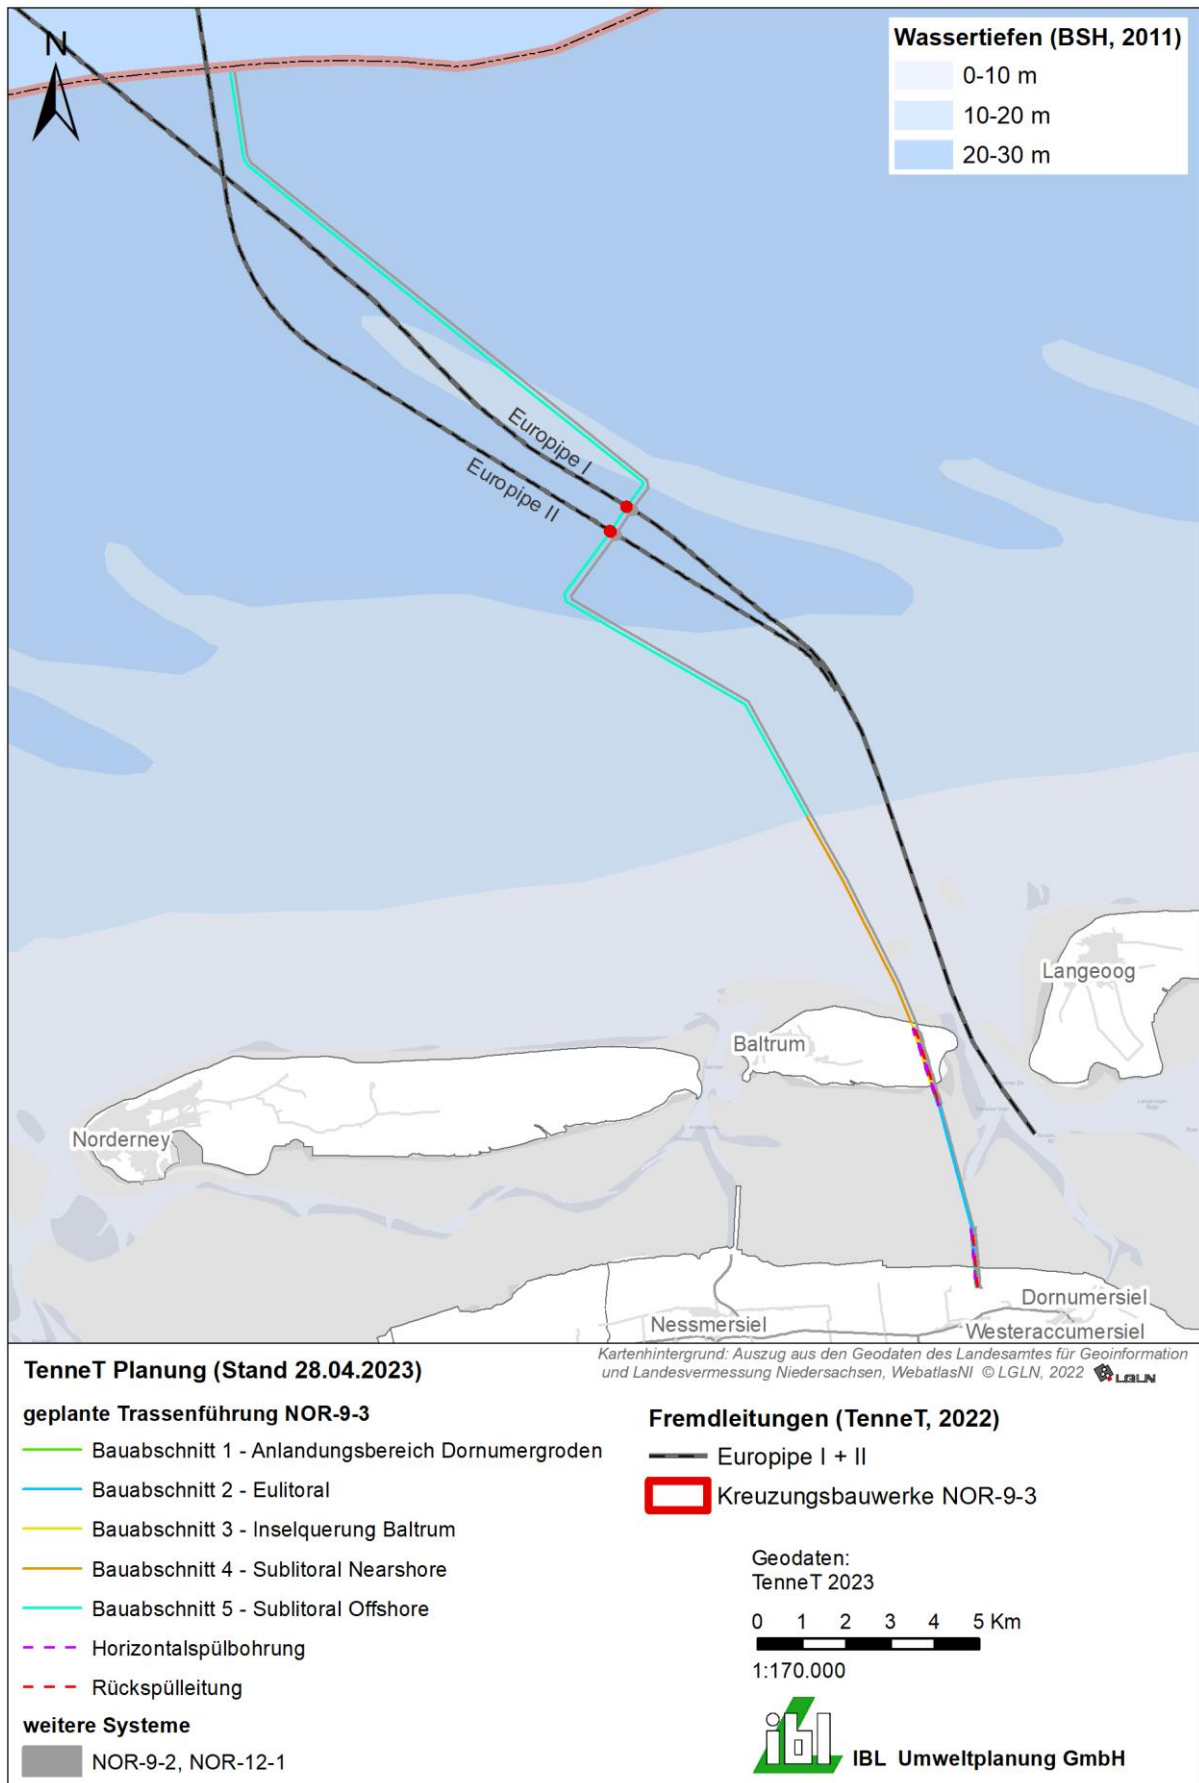 N
Wassertiefen (BSH, 2011)
0-10 m
10-20 m
20-30 m
Europipe I
Europipe II
Langeoog
Baltrum
Norderney
Dornumersiel
Nessmersiel
Westeraccumersiel
Kartenhintergrund: Auszug aus den Geodaten des Landesamtes für Geoinformation
und Landesvermessung Niedersachsen, WebatlasNI © LGLN, 2022
LGLN
TenneT Planung (Stand 28.04.2023)
geplante Trassenführung NOR-9-3
Bauabschnitt 1 - Anlandungsbereich Dornumergroden
Bauabschnitt 2 - Eulitoral
Bauabschnitt 3 - Inselquerung Baltrum
Bauabschnitt 4 - Sublitoral Nearshore
Bauabschnitt 5 - Sublitoral Offshore
Horizontalspülbohrung
Rückspülleitung
weitere Systeme
NOR-9-2, NOR-12-1
Fremdleitungen (TenneT, 2022)
Europipe I + II
Kreuzungsbauwerke NOR-9-3
Geodaten:
TenneT 2023
0 1 2 3 4 5 Km
1:170.000
ibl
IBL Umweltplanung GmbH